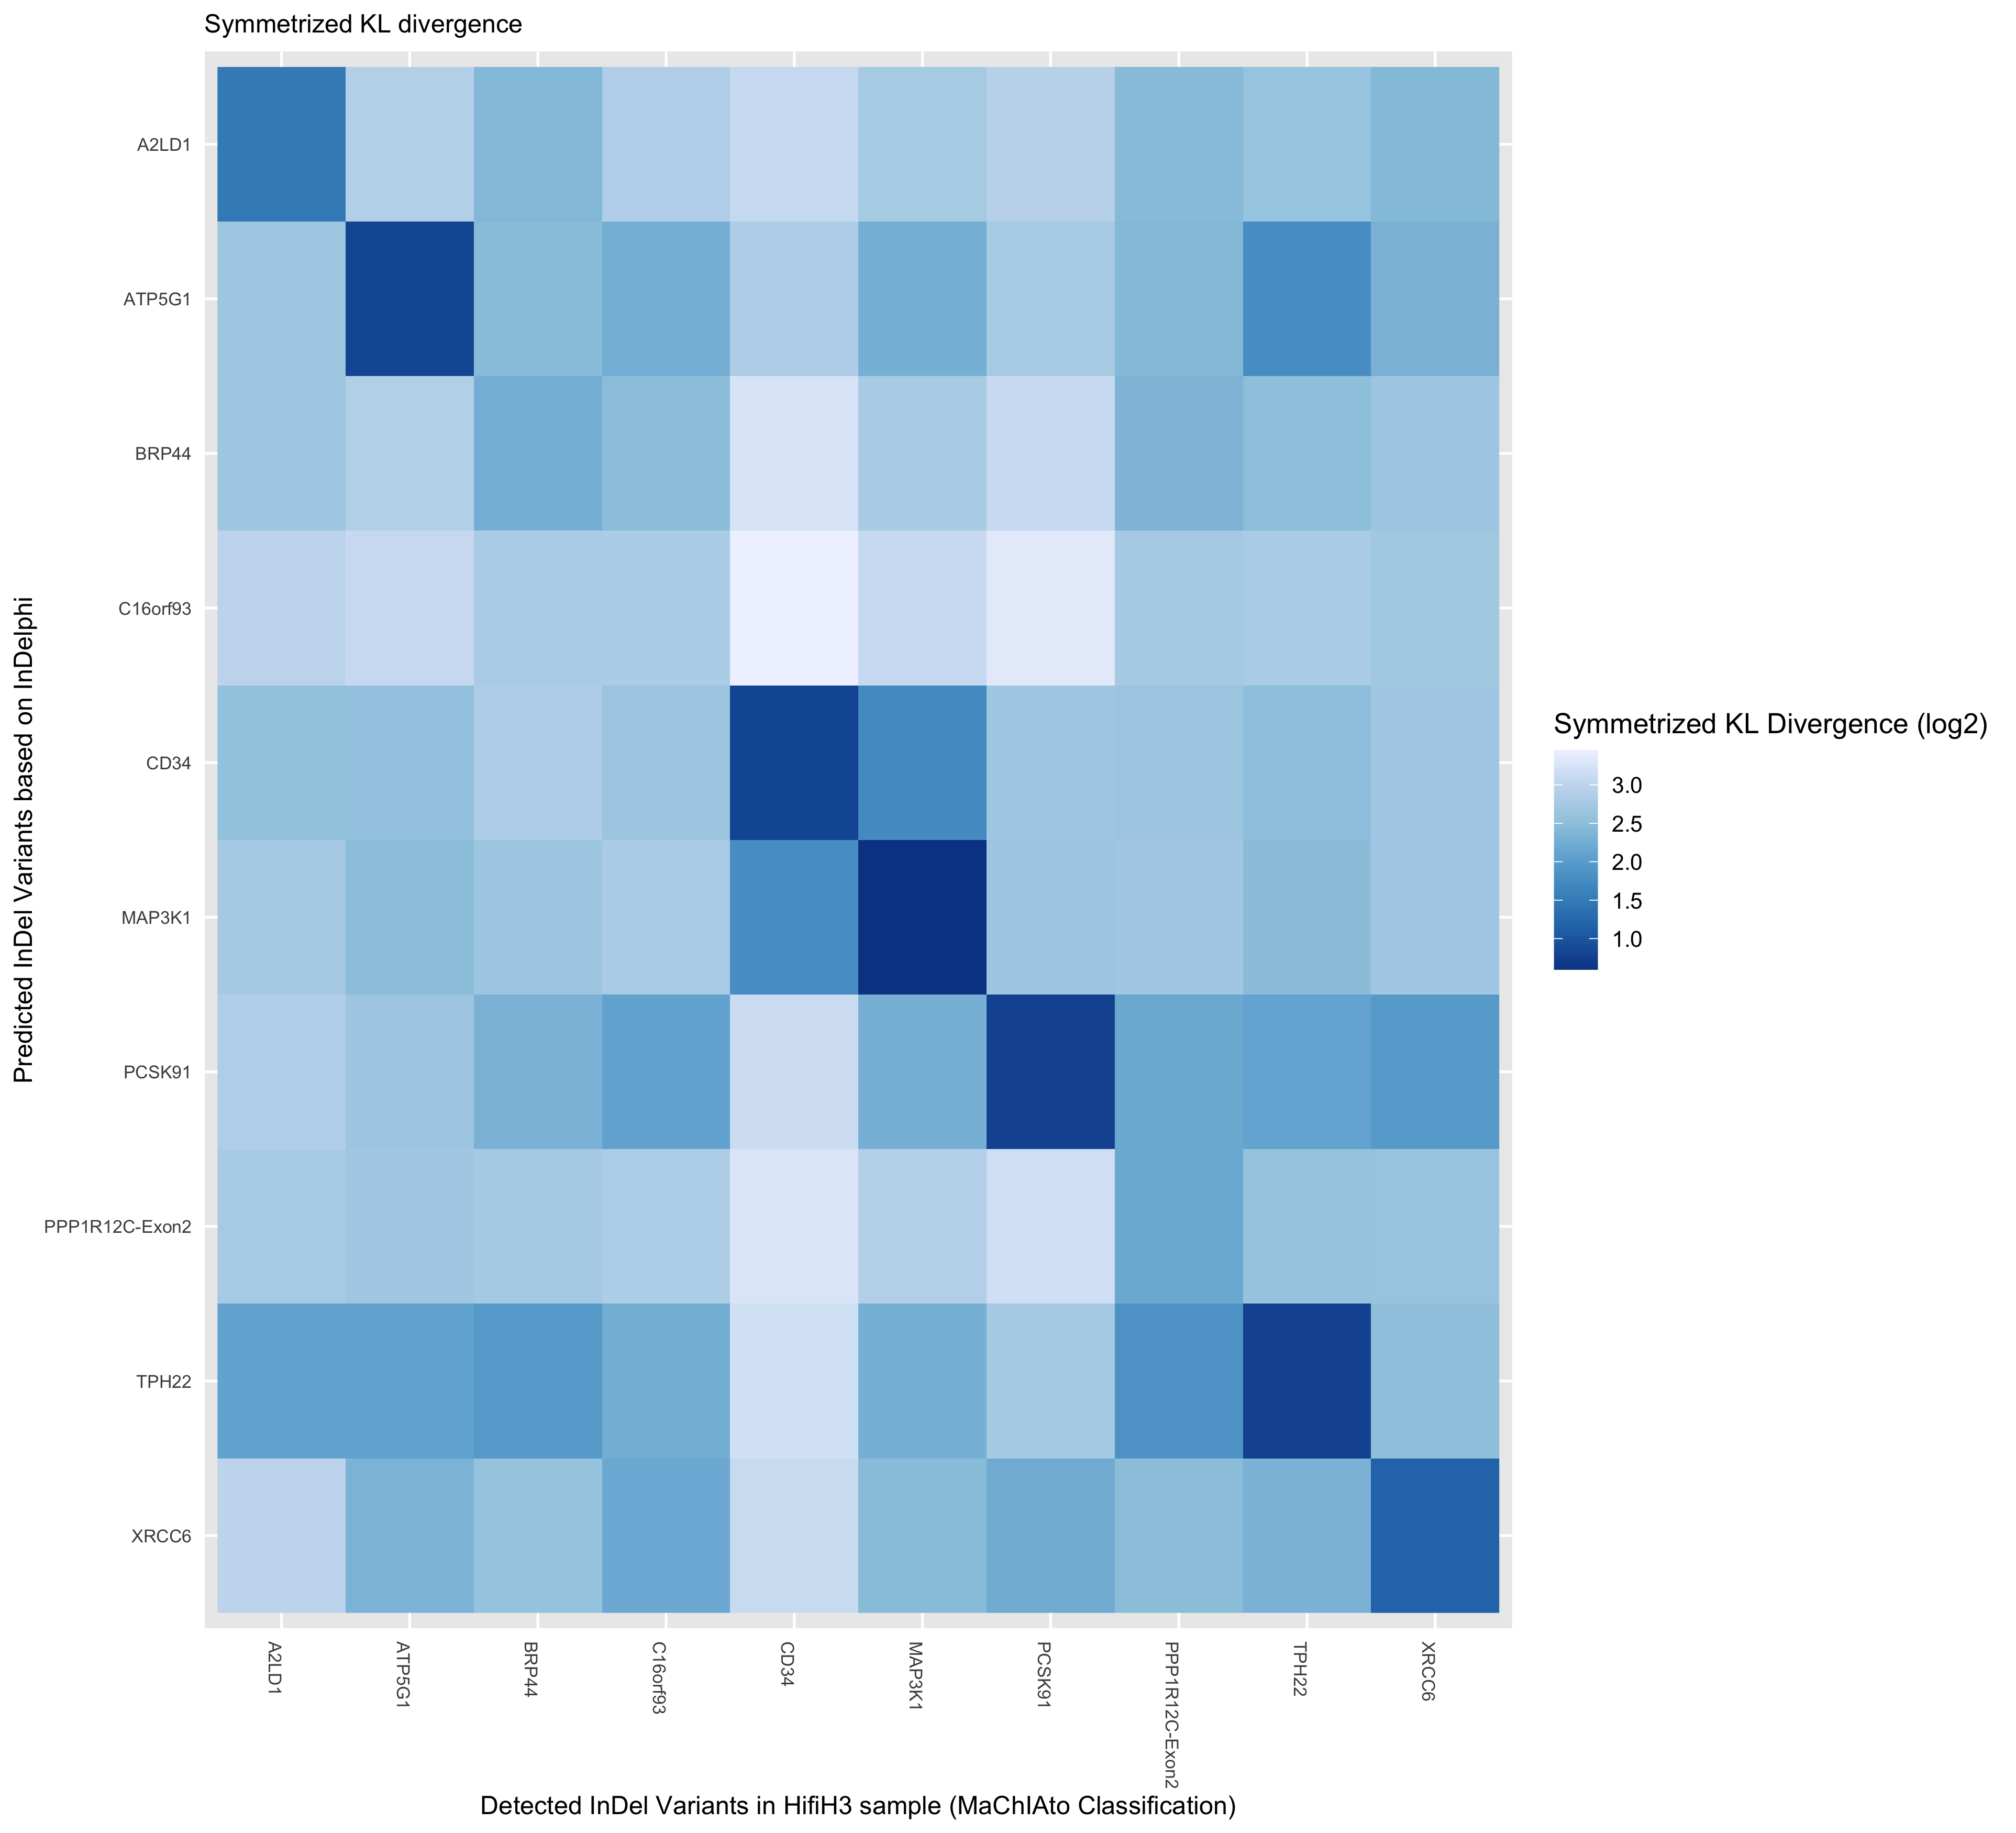 Symmetrized KL divergence
A2LD1
ATP5G1
BRP44
C16orf93
CD34
MAP3K1
PCSK91
PPP1R12C-Exon2
TPH22
XRCC6
Predicted InDel Variants based on InDelphi
A2LD1
ATP5G1
BRP44
C16orf93
CD34
MAP3K1
PCSK91
PPP1R12C-Exon2
TPH22
XRCC6
Detected InDel Variants in HifiH3 sample (MaChIAto Classification)
Symmetrized KL Divergence (log2)
3.0
2.5
2.0
1.5
1.0